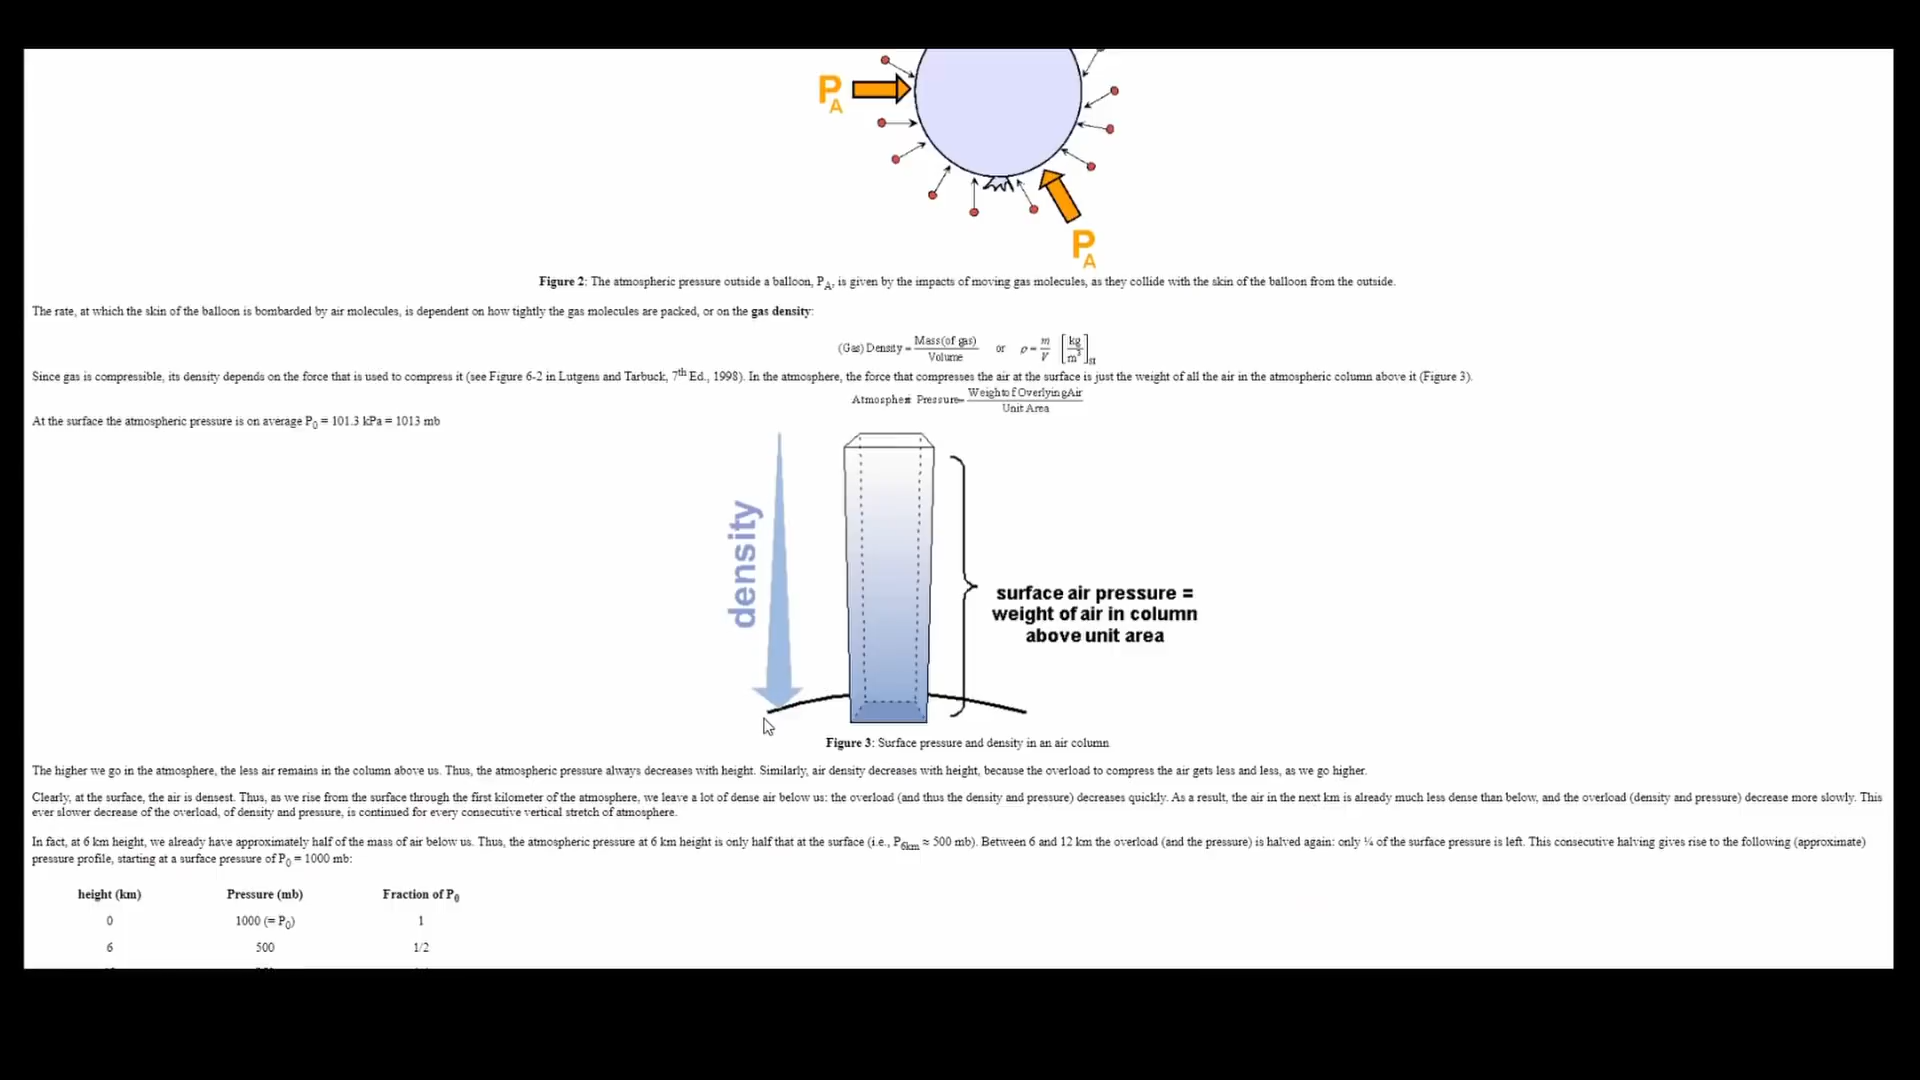 P
A
P
A
Figure 2: The atmospheric pressure outside a balloon, PA, is given by the impacts of moving gas molecules, as they collide with the skin of the balloon from the outside.
The rate, at which the skin of the balloon is bombarded by air molecules, is dependent on how tightly the gas molecules are packed, or on the gas density:
(Gas) Density = Mass(of gas) / Volume or ρ = m / V [kg / m³]SI
Since gas is compressible, its density depends on the force that is used to compress it (see Figure 6-2 in Lutgens and Tarbuck, 7th Ed., 1998). In the atmosphere, the force that compresses the air at the surface is just the weight of all the air in the atmospheric column above it (Figure 3).
Pressure = Weight of Overlying Air / Unit Area
At the surface the atmospheric pressure is on average P0 = 101.3 kPa = 1013 mb
density
surface air pressure =
weight of air in column
above unit area
Figure 3: Surface pressure and density in an air column
The higher we go in the atmosphere, the less air remains in the column above us. Thus, the atmospheric pressure always decreases with height. Similarly, air density decreases with height, because the overload to compress the air gets less and less, as we go higher.
Clearly, at the surface, the air is densest. Thus, as we rise from the surface through the first kilometer of the atmosphere, we leave a lot of dense air below us: the overload (and thus the density and pressure) decreases quickly. As a result, the air in the next km is already much less dense than below, and the overload (density and pressure) decrease more slowly. This
ever slower decrease of the overload, of density and pressure, is continued for every consecutive vertical stretch of atmosphere.
In fact, at 6 km height, we already have approximately half of the mass of air below us. Thus, the atmospheric pressure at 6 km height is only half that at the surface (i.e., P6km ≈ 500 mb). Between 6 and 12 km the overload (and the pressure) is halved again: only ¼ of the surface pressure is left. This consecutive halving gives rise to the following (approximate)
pressure profile, starting at a surface pressure of P0 = 1000 mb:
height (km) Pressure (mb) Fraction of P0
0 1000 (= P0) 1
6 500 1/2